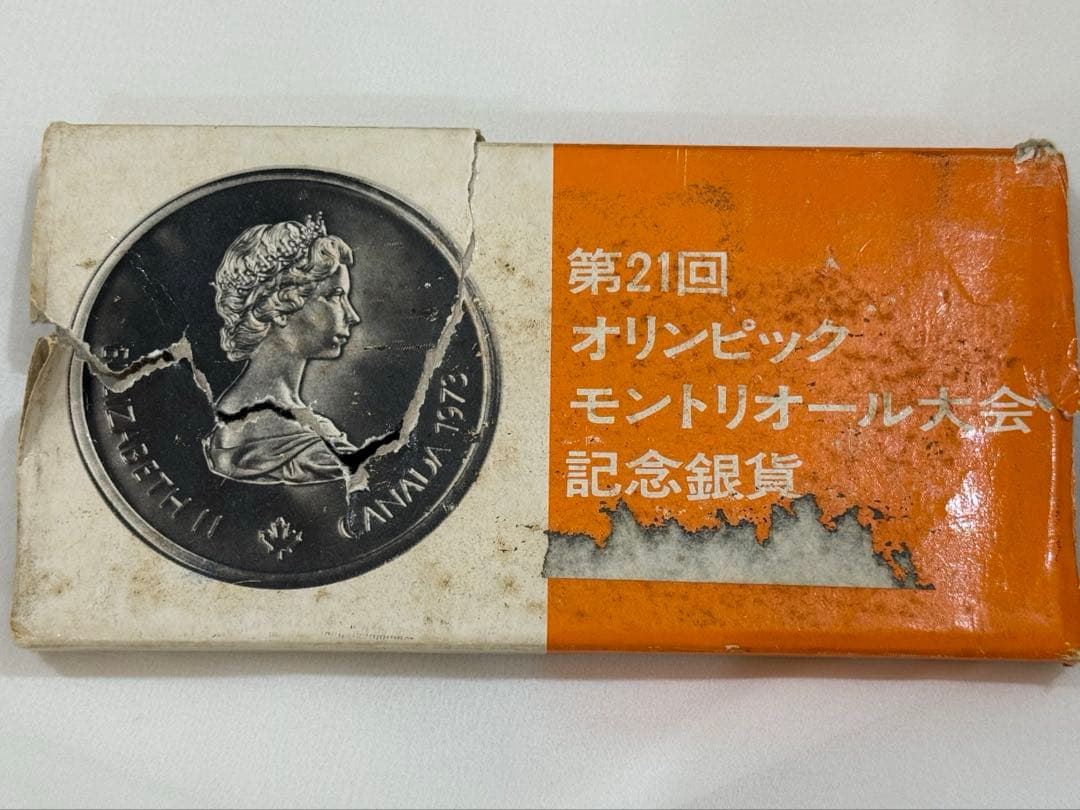 ELIZABETH II
CANADA 1973
第21回
オリンピック
モントリオール大会
記念銀貨